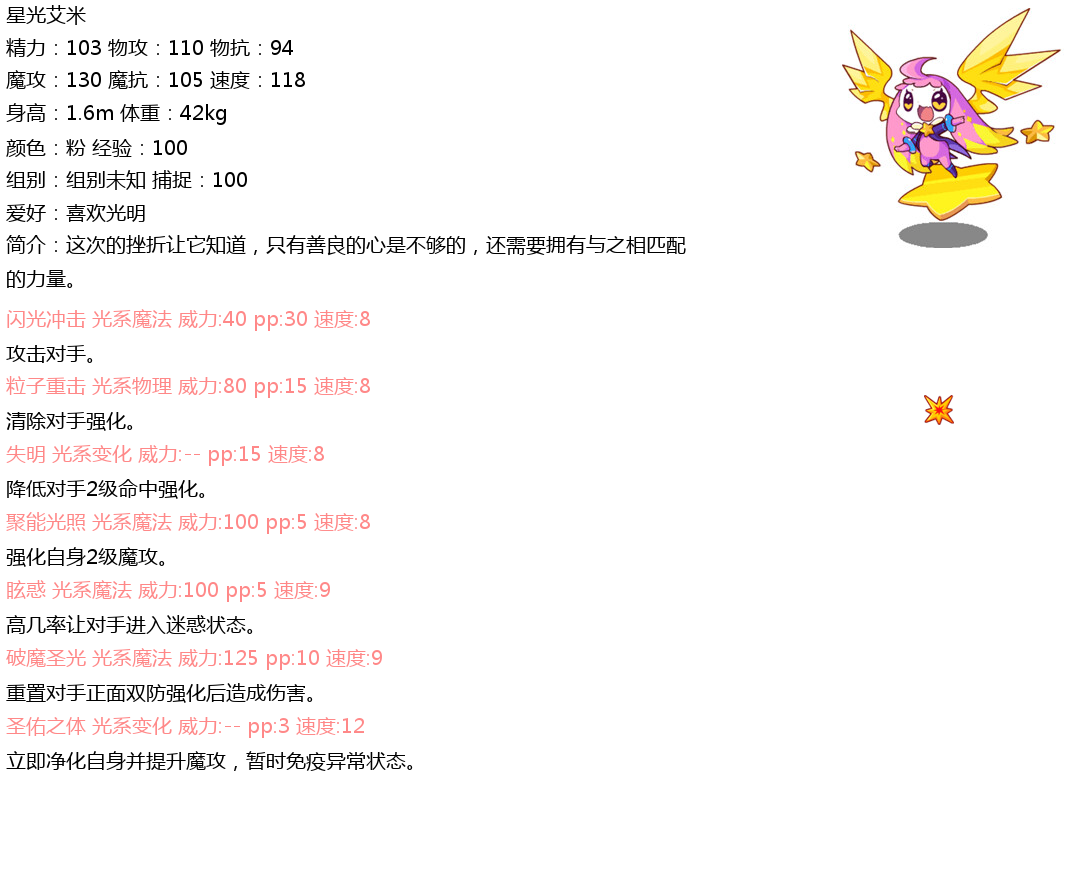 星光艾米
精力：103 物攻：110 物抗：94
魔攻：130 魔抗：105 速度：118
身高：1.6m 体重：42kg
颜色：粉 经验：100
组别：组别未知 捕捉：100
爱好：喜欢光明
简介：这次的挫折让它知道，只有善良的心是不够的，还需要拥有与之相匹配
的力量。
闪光冲击 光系魔法 威力:40 pp:30 速度:8
攻击对手。
粒子重击 光系物理 威力:80 pp:15 速度:8
清除对手强化。
失明 光系变化 威力:-- pp:15 速度:8
降低对手2级命中强化。
聚能光照 光系魔法 威力:100 pp:5 速度:8
强化自身2级魔攻。
眩惑 光系魔法 威力:100 pp:5 速度:9
高几率让对手进入迷惑状态。
破魔圣光 光系魔法 威力:125 pp:10 速度:9
重置对手正面双防强化后造成伤害。
圣佑之体 光系变化 威力:-- pp:3 速度:12
立即净化自身并提升魔攻，暂时免疫异常状态。